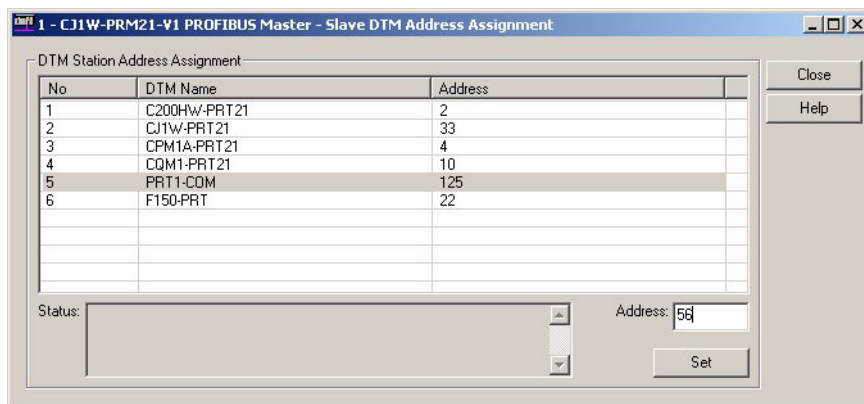 1 - CJ1W-PRM21-V1 PROFIBUS Master - Slave DTM Address Assignment
DTM Station Address Assignment
No DTM Name Address
1 C200HW-PRT21 2
2 CJ1W-PRT21 33
3 CPM1A-PRT21 4
4 CQM1-PRT21 10
5 PRT1-COM 125
6 F150-PRT 22
Close
Help
Status:
Address: 56
Set